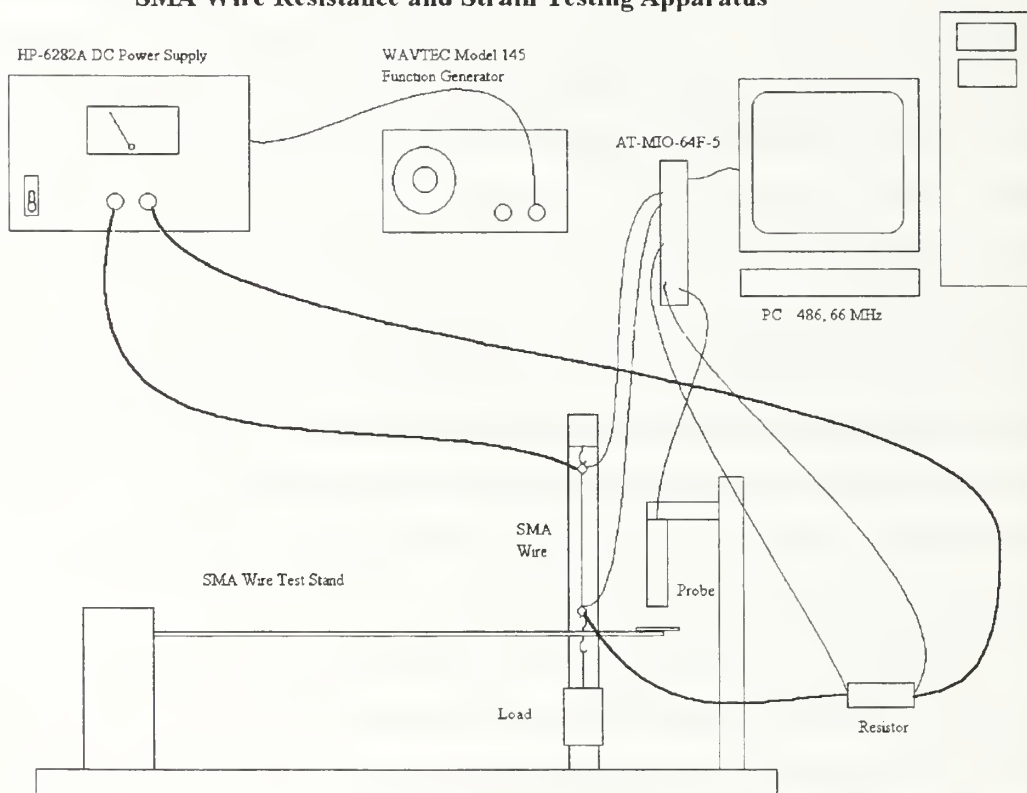 SMA Wire Resistance and Strain Testing Apparatus
HP-6282A DC Power Supply
WAVTEC Model 145
Function Generator
AT-MIO-64F-5
PC 486, 66 MHz
SMA
Wire
SMA Wire Test Stand
Probe
Load
Resistor